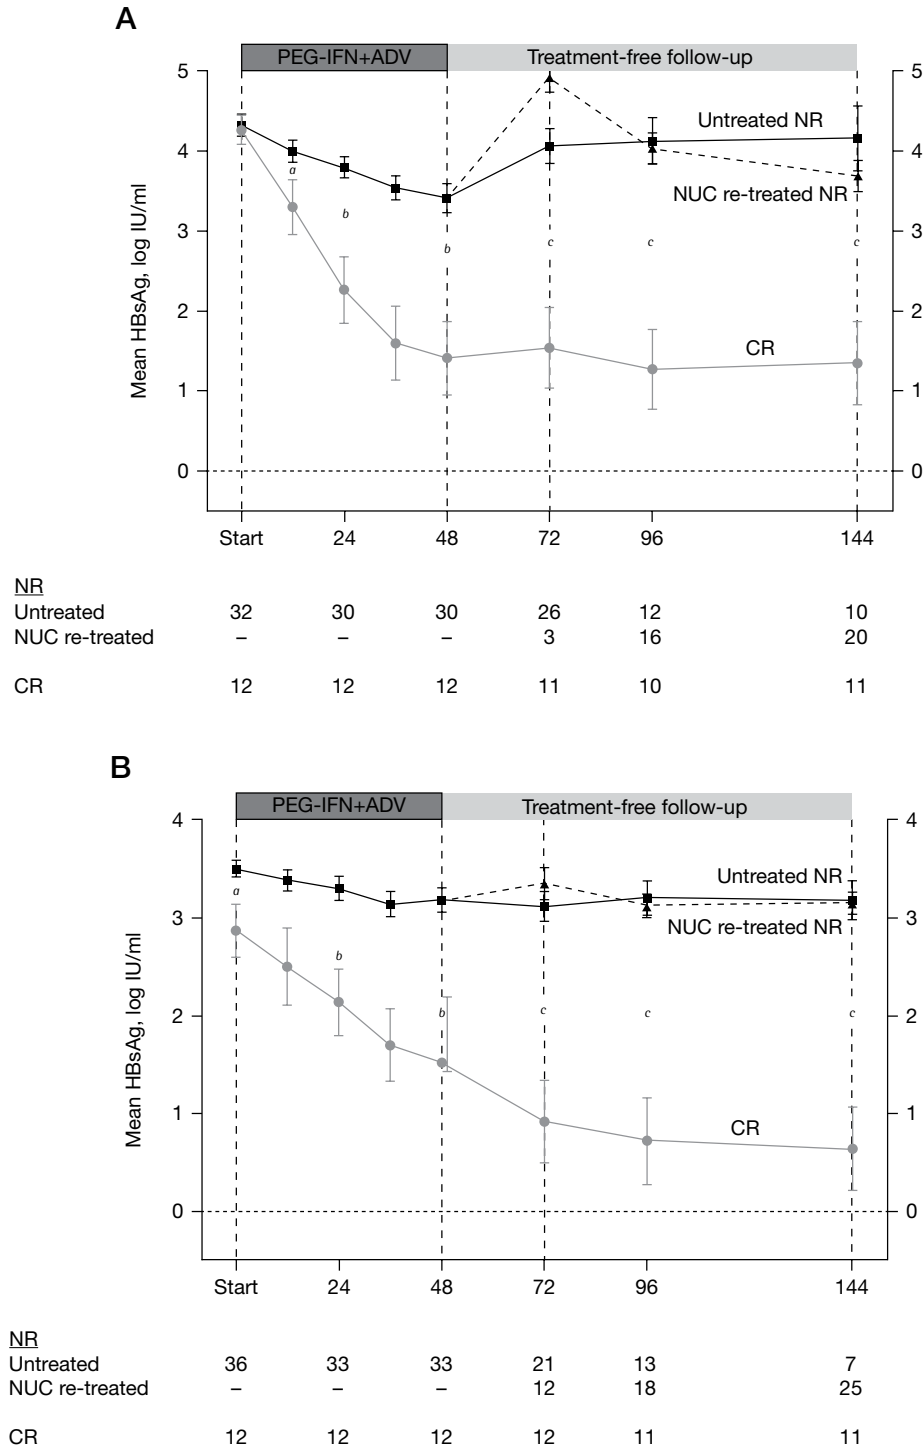 A
PEG-IFN+ADV Treatment-free follow-up
5 5
Untreated NR
4 4
a
NUC re-treated NR
b
3 3
b c c c
Mean HBsAg, log IU/ml
2 2
CR
1 1
0 0
Start 24 48 72 96 144
NR
Untreated 32 30 30 26 12 10
NUC re-treated – – – 3 16 20
CR 12 12 12 11 10 11
B
PEG-IFN+ADV Treatment-free follow-up
4 4
Untreated NR
a
3 3
NUC re-treated NR
b
Mean HBsAg, log IU/ml
2 2
b c c c
1 1
CR
0 0
Start 24 48 72 96 144
NR
Untreated 36 33 33 21 13 7
NUC re-treated – – – 12 18 25
CR 12 12 12 12 11 11